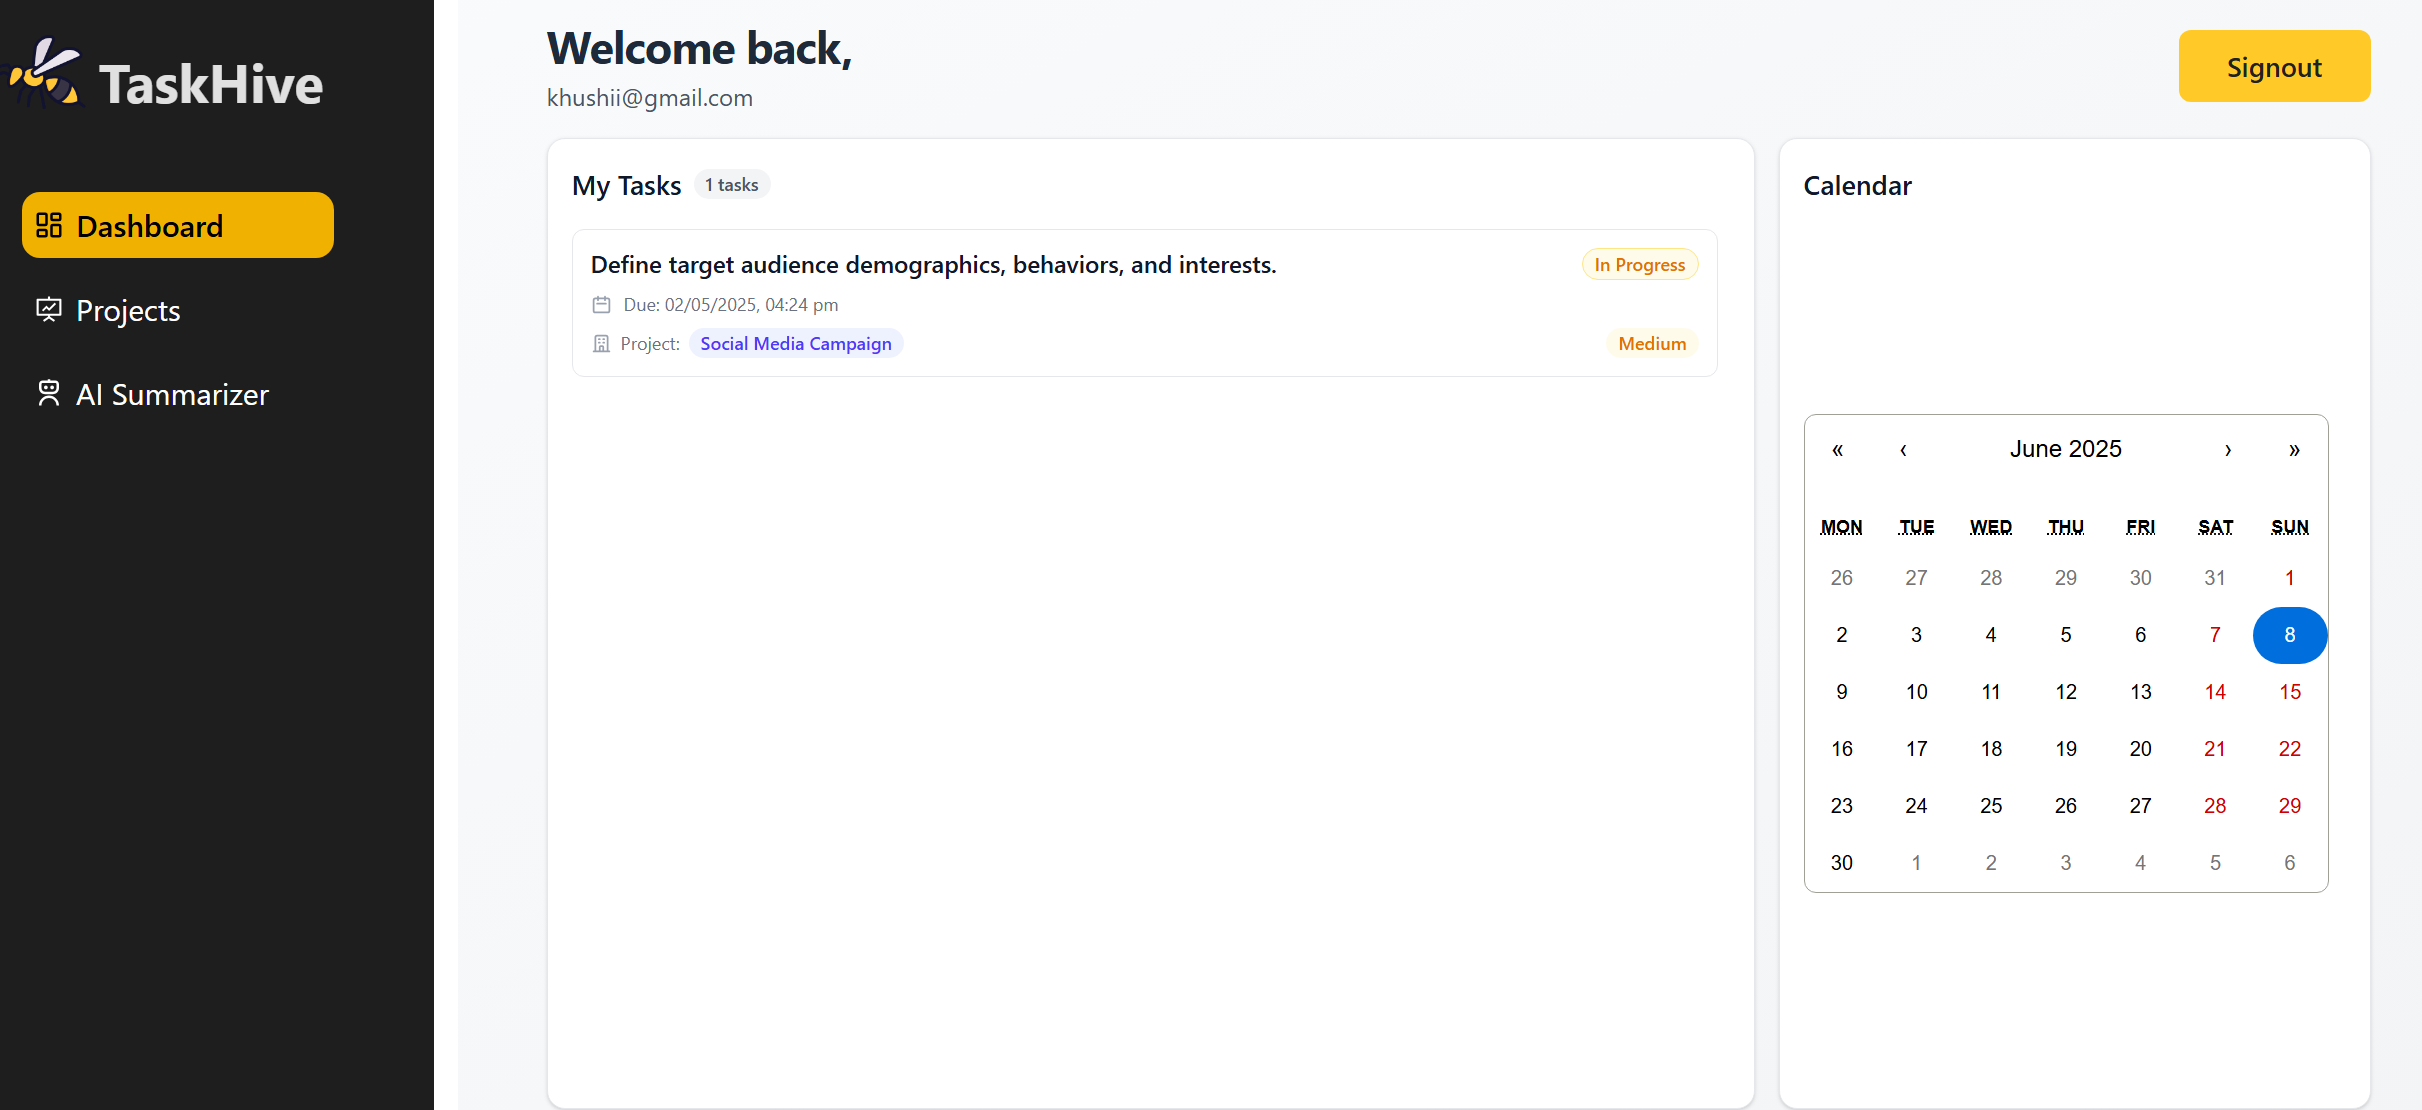 TaskHive
Dashboard
Projects
AI Summarizer
Welcome back,
khushii@gmail.com
Signout
My Tasks 1 tasks
Define target audience demographics, behaviors, and interests.
In Progress
Due: 02/05/2025, 04:24 pm
Project: Social Media Campaign
Medium
Calendar
« ‹ June 2025 › »
MON TUE WED THU FRI SAT SUN
26 27 28 29 30 31 1
2 3 4 5 6 7 8
9 10 11 12 13 14 15
16 17 18 19 20 21 22
23 24 25 26 27 28 29
30 1 2 3 4 5 6